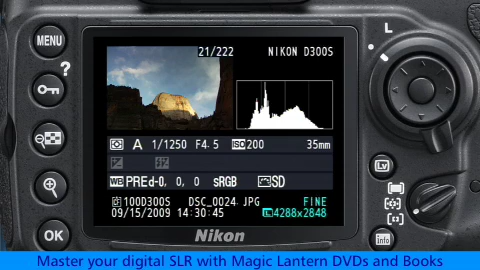 MENU
L
21/222 NIKON D300S
?
A 1/1250 F4.5 ISO 200 35mm
WB PREd-0, 0, 0 sRGB SD
100D300S DSC_0024.JPG FINE
09/15/2009 14:30:45 L 4288x2848
Lv
OK
Nikon
info
Master your digital SLR with Magic Lantern DVDs and Books